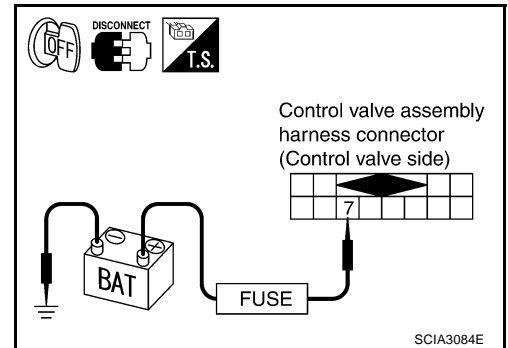 OFF
DISCONNECT
T.S.
Control valve assembly
harness connector
(Control valve side)
7
BAT
FUSE
SCIA3084E